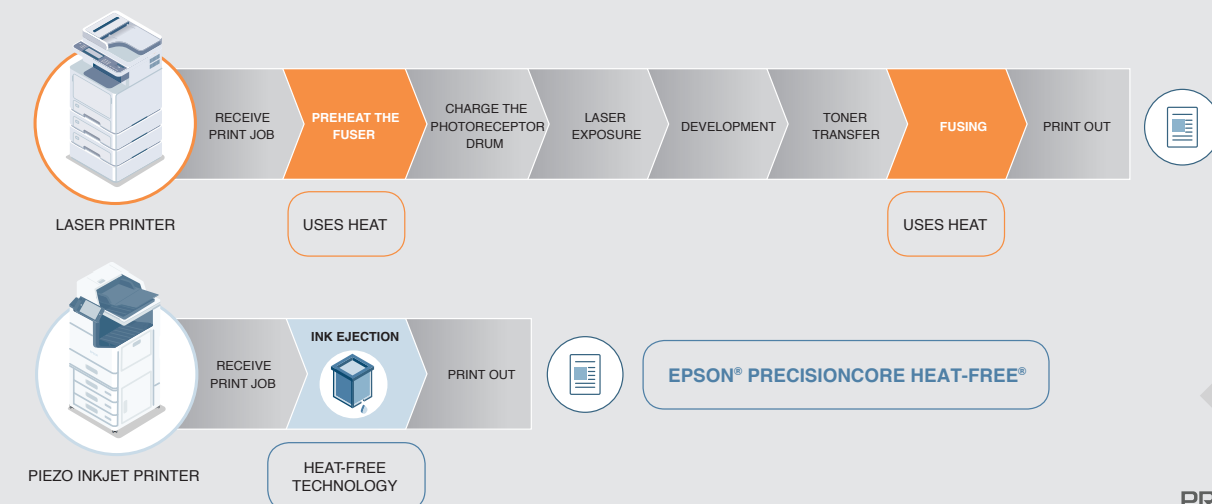 RECEIVE
PRINT JOB
PREHEAT THE
FUSER
CHARGE THE
PHOTORECEPTOR
DRUM
LASER
EXPOSURE
DEVELOPMENT
TONER
TRANSFER
FUSING
PRINT OUT
LASER PRINTER
USES HEAT
USES HEAT
RECEIVE
PRINT JOB
INK EJECTION
PRINT OUT
EPSON® PRECISIONCORE HEAT-FREE®
PIEZO INKJET PRINTER
HEAT-FREE
TECHNOLOGY